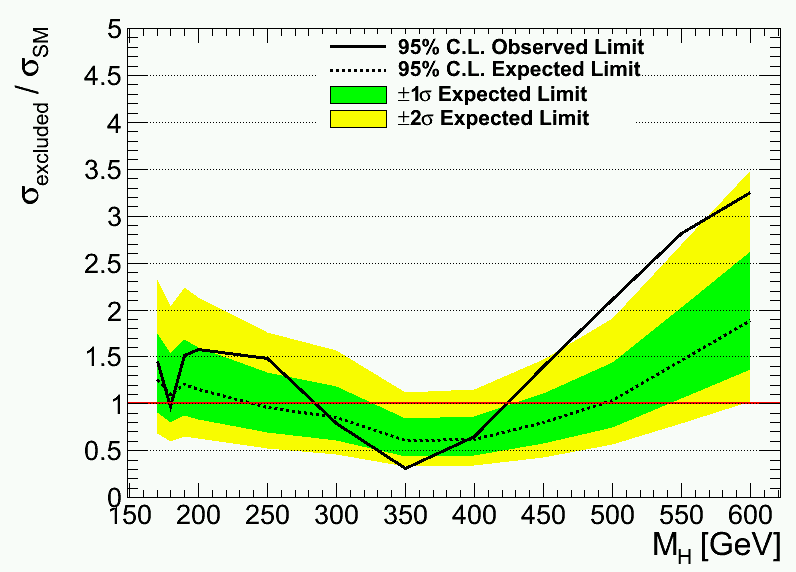 σexcluded / σSM
5
4.5
4
3.5
3
2.5
2
1.5
1
0.5
0
95% C.L. Observed Limit
95% C.L. Expected Limit
±1σ Expected Limit
±2σ Expected Limit
150 200 250 300 350 400 450 500 550 600
MH [GeV]